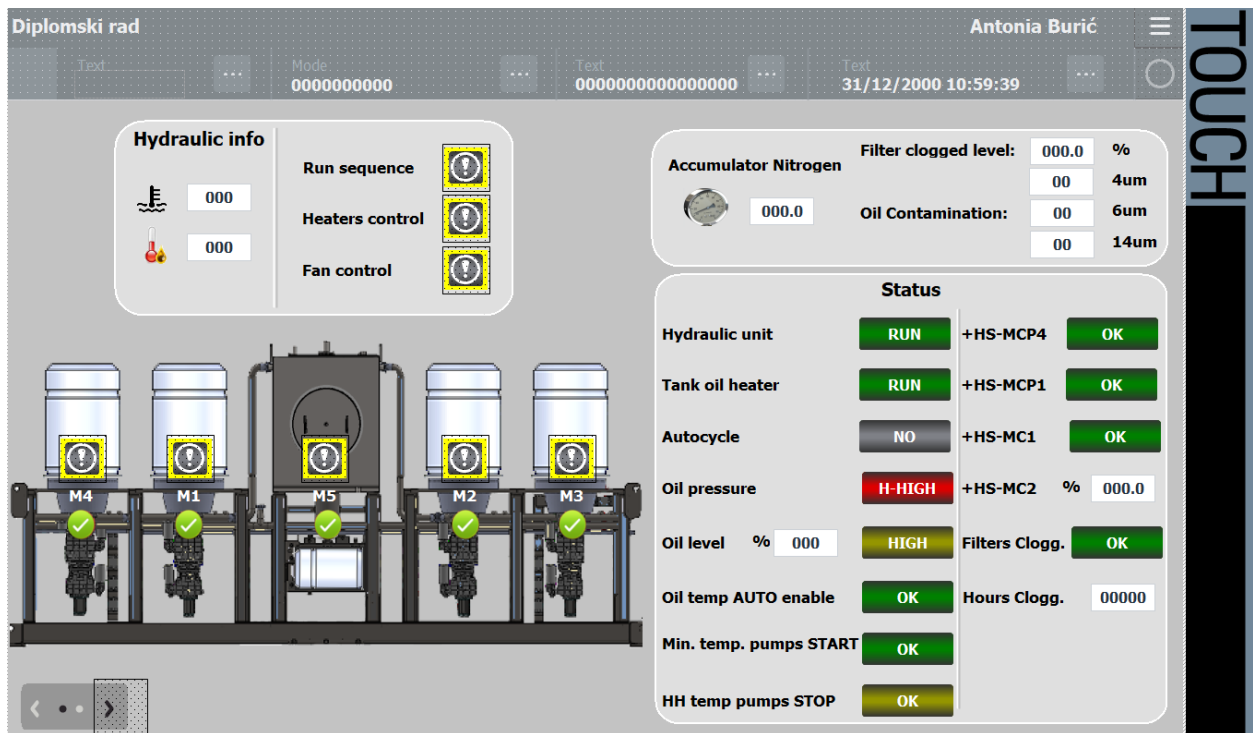 Diplomski rad
Antonia Burić
Text
...
Mode
0000000000
...
Text
0000000000000000
...
Text
31/12/2000 10:59:39
...
TOUCH
Hydraulic info
000
000
Run sequence
Heaters control
Fan control
Accumulator Nitrogen
000.0
Filter clogged level: 000.0 %
00 4um
Oil Contamination: 00 6um
00 14um
Status
Hydraulic unit RUN +HS-MCP4 OK
Tank oil heater RUN +HS-MCP1 OK
Autocycle NO +HS-MC1 OK
Oil pressure H-HIGH +HS-MC2 % 000.0
Oil level % 000 HIGH Filters Clogg. OK
Oil temp AUTO enable OK Hours Clogg. 00000
Min. temp. pumps START OK
HH temp pumps STOP OK
M4 M1 M5 M2 M3